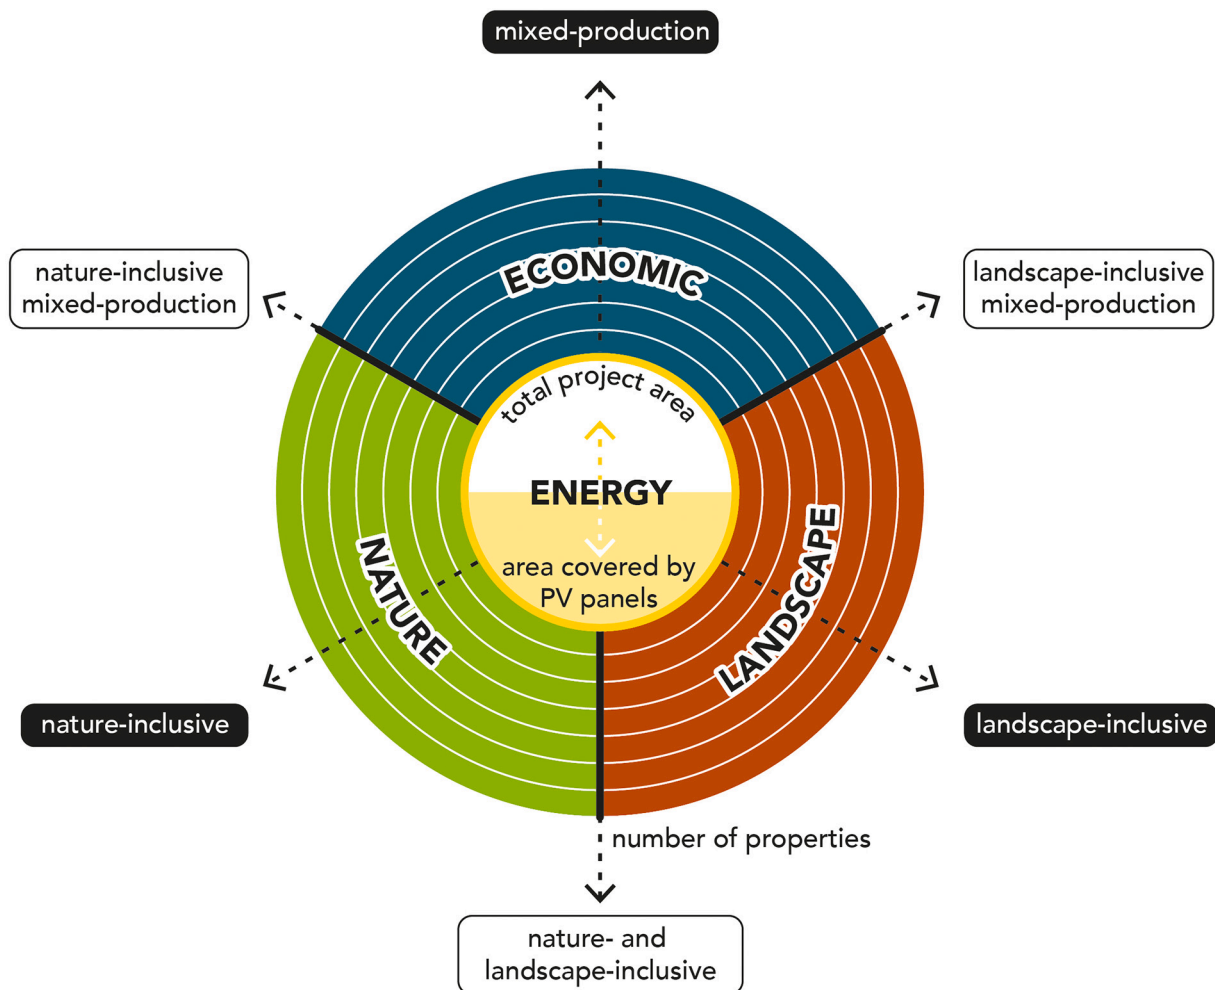 mixed-production
nature-inclusive
mixed-production
landscape-inclusive
mixed-production
ECONOMIC
total project area
ENERGY
area covered by
PV panels
NATURE
LANDSCAPE
nature-inclusive
landscape-inclusive
number of properties
nature- and
landscape-inclusive